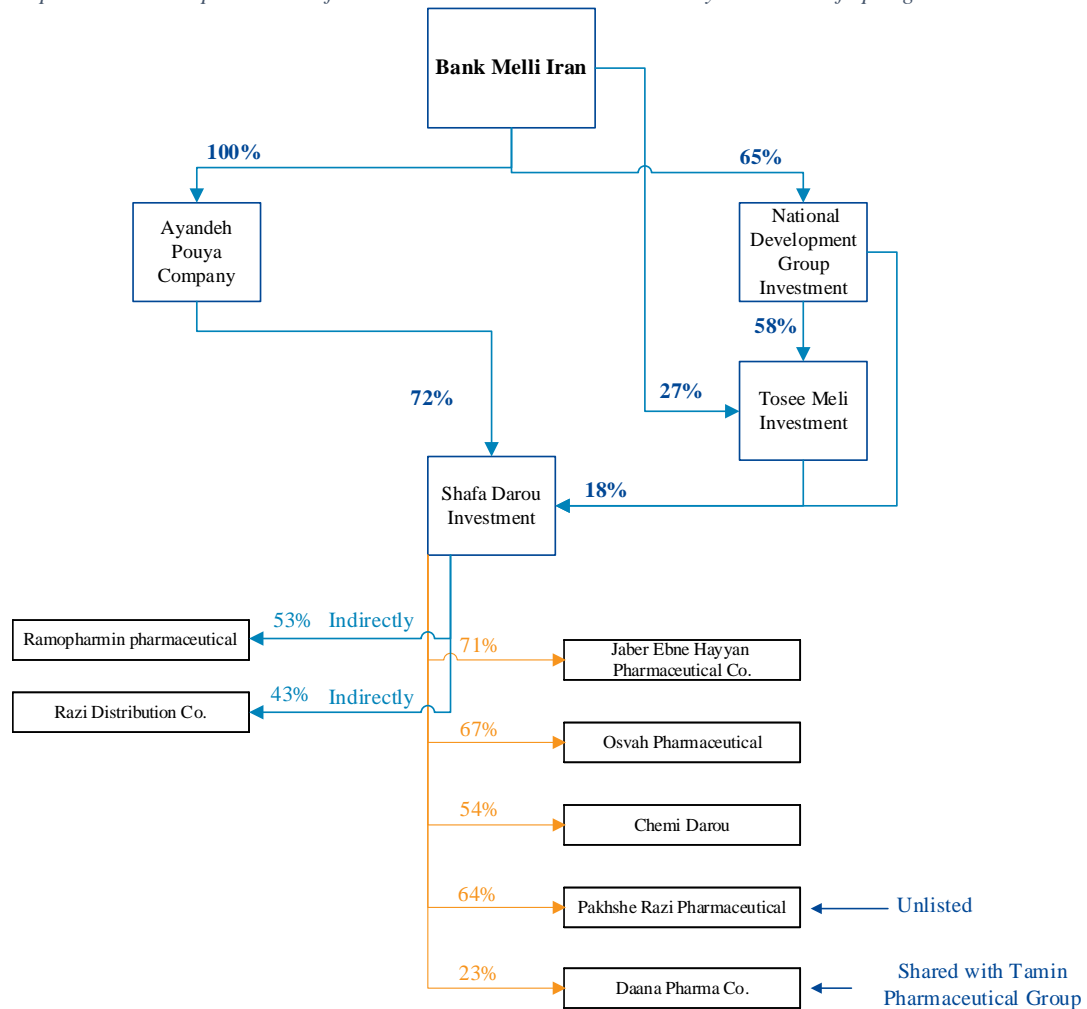 Bank Melli Iran
100%
65%
Ayandeh
Pouya
Company
National
Development
Group
Investment
58%
72%
27%
Tosee Meli
Investment
Shafa Darou
Investment
18%
53% Indirectly
Ramopharmin pharmaceutical
71%
Jaber Ebne Hayyan
Pharmaceutical Co.
43% Indirectly
Razi Distribution Co.
67%
Osvah Pharmaceutical
54%
Chemi Darou
64%
Pakhshe Razi Pharmaceutical
Unlisted
23%
Daana Pharma Co.
Shared with Tamin
Pharmaceutical Group